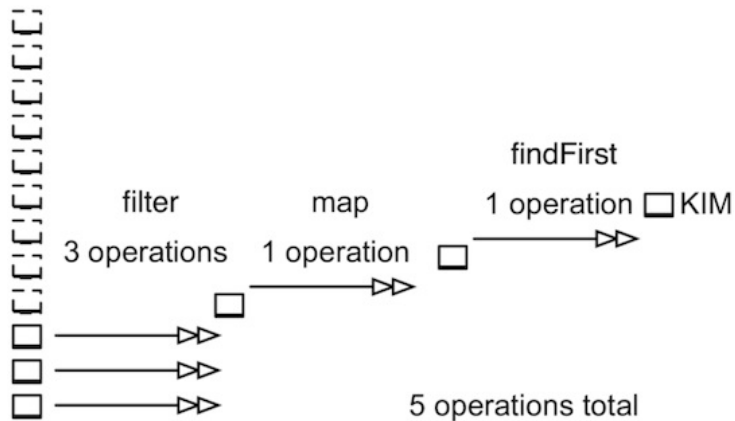 findFirst
filter
map
1 operation
KIM
3 operations
1 operation
5 operations total